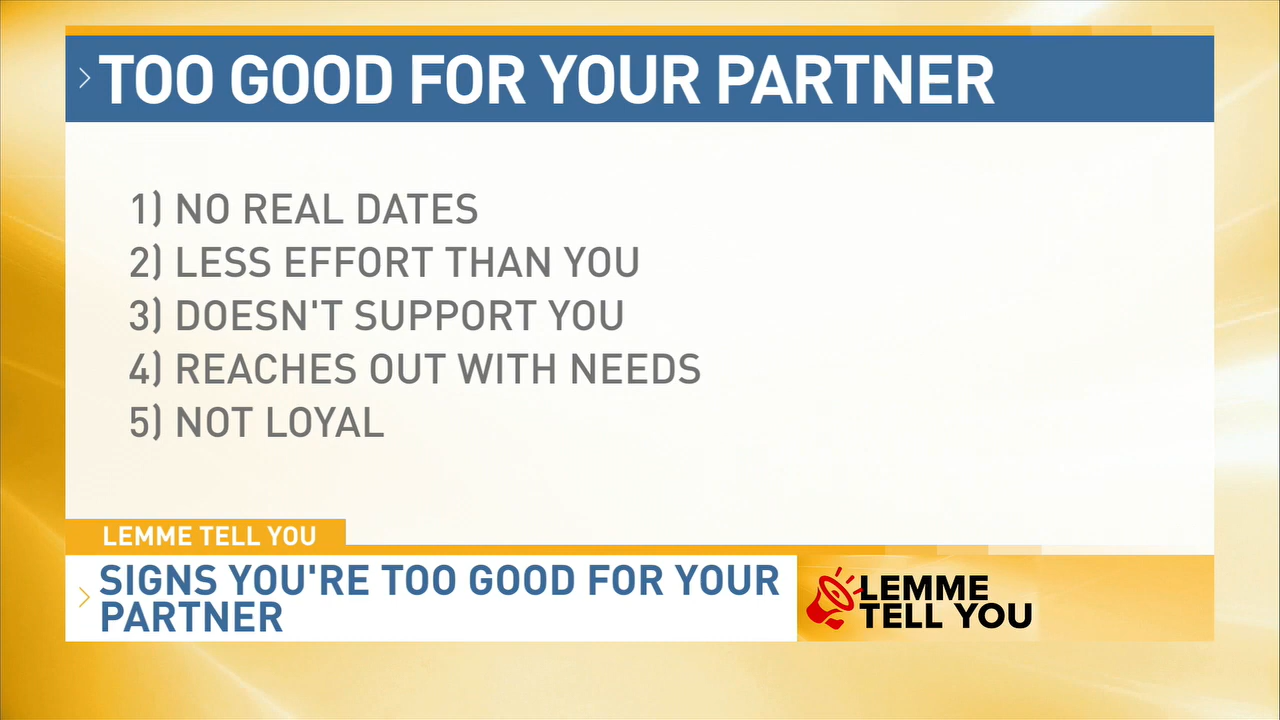 TOO GOOD FOR YOUR PARTNER
1) NO REAL DATES
2) LESS EFFORT THAN YOU
3) DOESN'T SUPPORT YOU
4) REACHES OUT WITH NEEDS
5) NOT LOYAL
LEMME TELL YOU
SIGNS YOU'RE TOO GOOD FOR YOUR
PARTNER
LEMME
TELL YOU